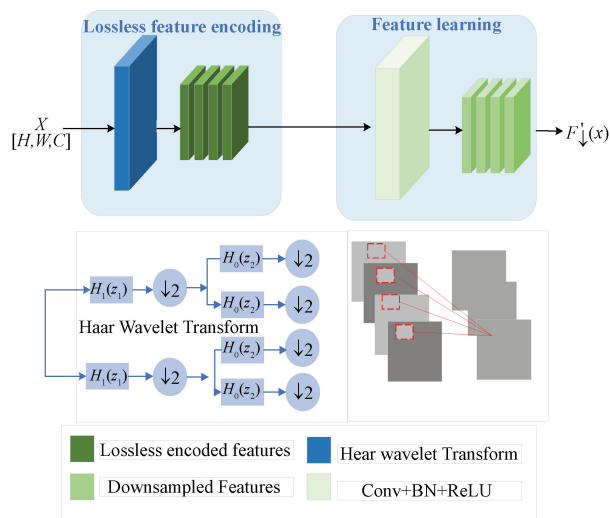 Lossless feature encoding
Feature learning
X
[H,W,C]
F'↓(x)
H₀(z₂)
↓2
H₁(z₁)
↓2
H₀(z₂)
↓2
Haar Wavelet Transform
H₀(z₂)
↓2
H₁(z₁)
↓2
H₀(z₂)
↓2
Lossless encoded features
Hear wavelet Transform
Downsampled Features
Conv+BN+ReLU